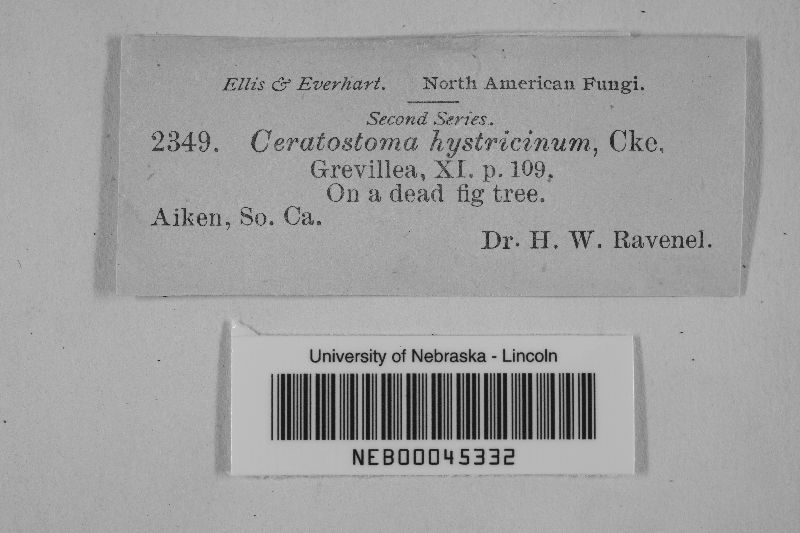 Ellis & Everhart. North American Fungi.
Second Series.
2349. Ceratostoma hystricinum, Cke,
Grevillea, XI. p. 109.
On a dead fig tree.
Aiken, So. Ca.
Dr. H. W. Ravenel.
University of Nebraska - Lincoln
NEB00045332